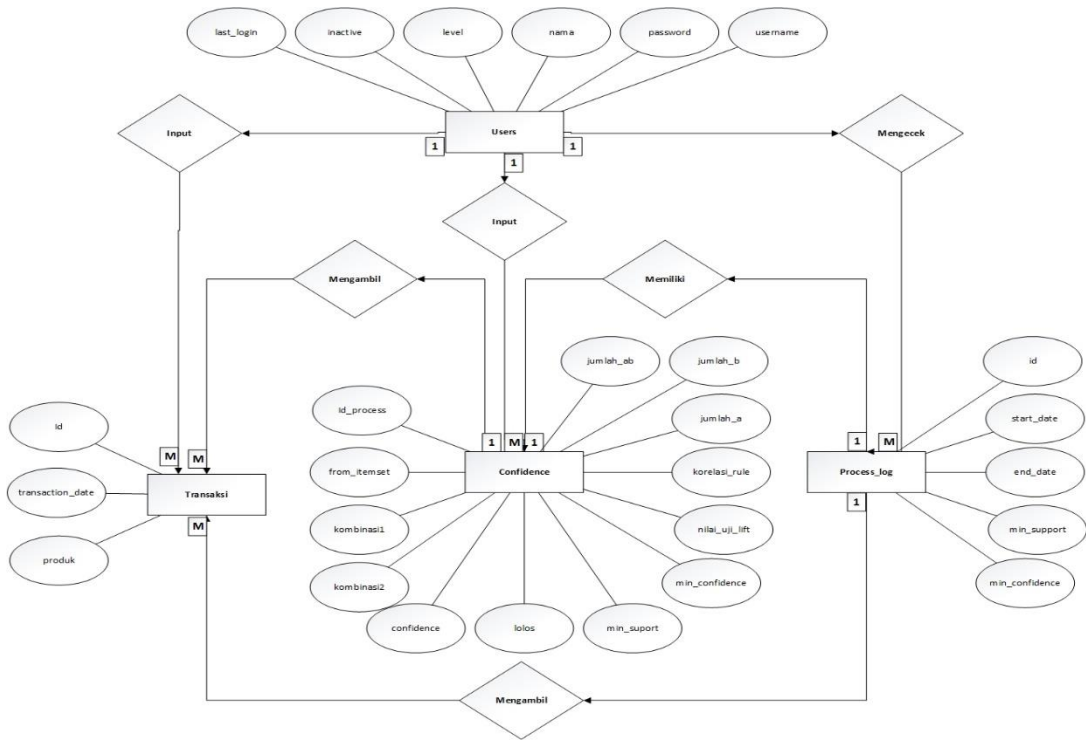 last_login
inactive
level
nama
password
username
Input
Users
Mengecek
1
1
1
Input
Mengambil
Memiliki
jumlah_ab
jumlah_b
id
Id_process
Id
jumlah_a
start_date
1
M
1
1
M
M
M
from_itemset
Confidence
korelasi_rule
Process_log
end_date
transaction_date
Transaksi
1
M
kombinasi1
nilai_uji_lift
min_support
produk
kombinasi2
min_confidence
min_confidence
confidence
lolos
min_suport
Mengambil